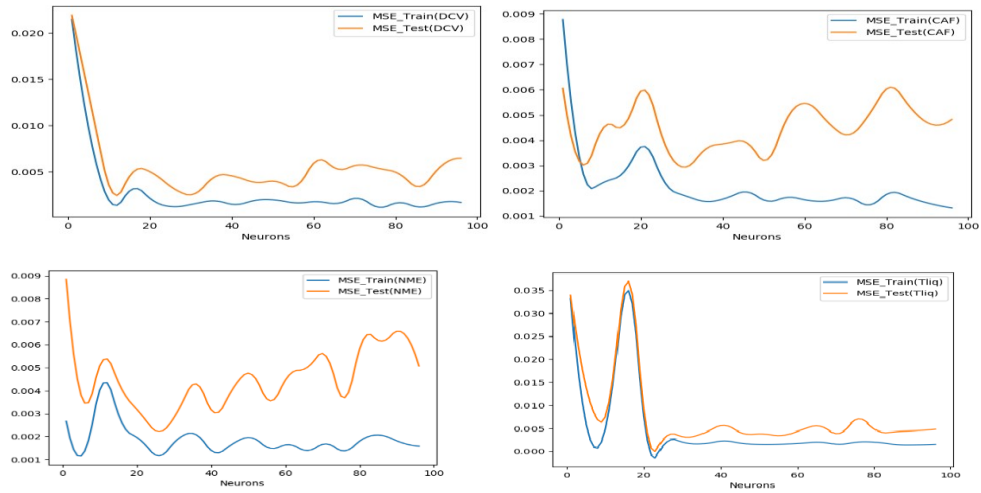 MSE_Train(DCV)
MSE_Test(DCV)
0.020
0.015
0.010
0.005
0 20 40 60 80 100
Neurons
MSE_Train(CAF)
MSE_Test(CAF)
0.009
0.008
0.007
0.006
0.005
0.004
0.003
0.002
0.001
0 20 40 60 80 100
Neurons
MSE_Train(NME)
MSE_Test(NME)
0.009
0.008
0.007
0.006
0.005
0.004
0.003
0.002
0.001
0 20 40 60 80 100
Neurons
MSE_Train(Tliq)
MSE_Test(Tliq)
0.035
0.030
0.025
0.020
0.015
0.010
0.005
0.000
0 20 40 60 80 100
Neurons